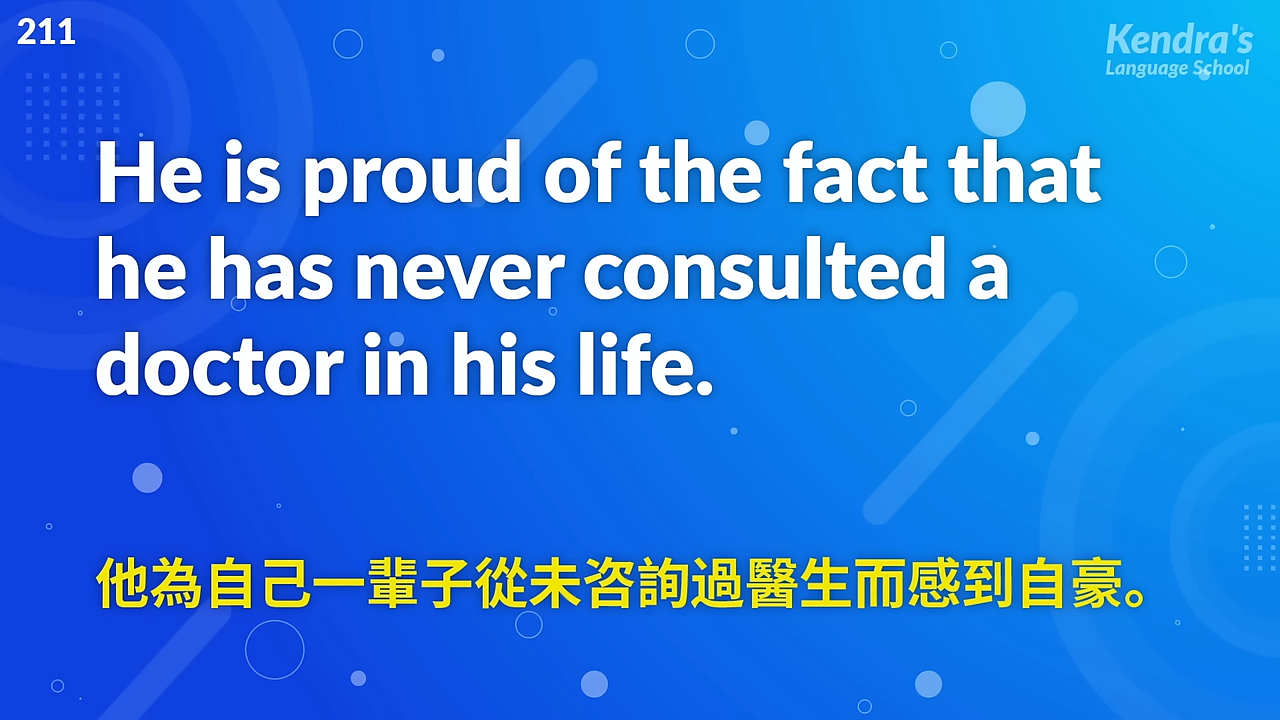 211
Kendra's
Language School
He is proud of the fact that
he has never consulted a
doctor in his life.
他為自己一輩子從未咨詢過醫生而感到自豪。